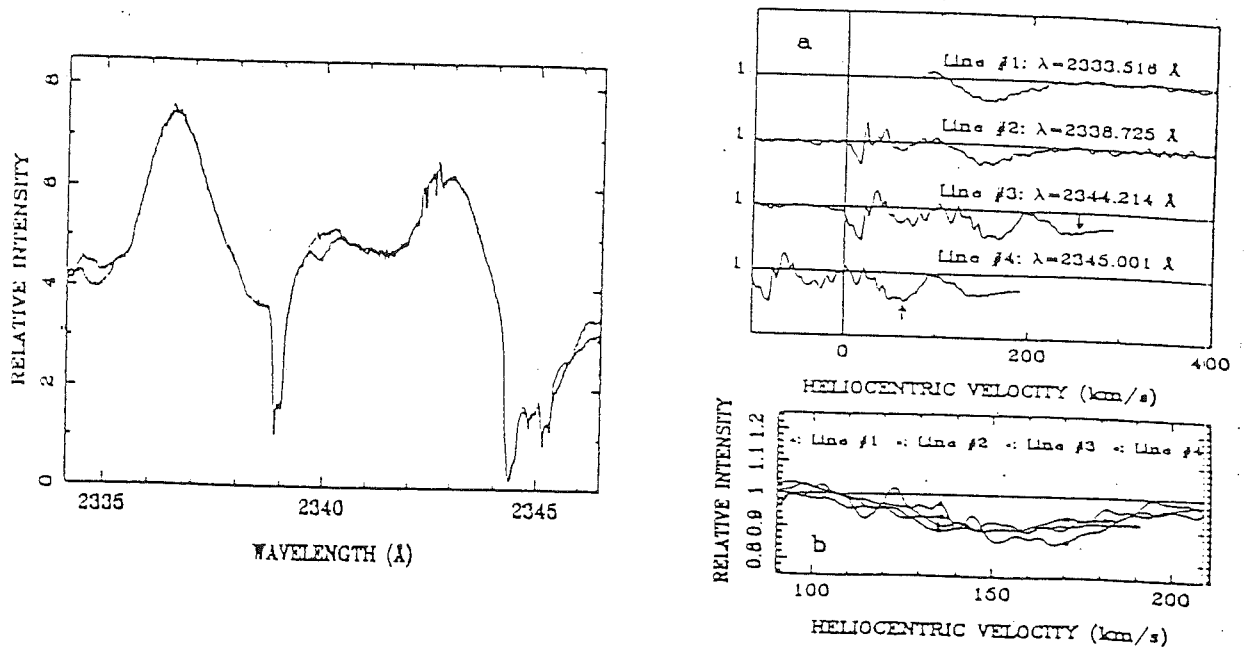 8
6
4
2
0
RELATIVE INTENSITY
2335
2340
2345
WAVELENGTH (Å)
a
1
Line #1: λ=2333.516 Å
1
Line #2: λ=2338.725 Å
1
Line #3: λ=2344.214 Å
1
Line #4: λ=2345.001 Å
0
200
400
HELIOCENTRIC VELOCITY (km/s)
RELATIVE INTENSITY
0.8 0.9 1 1.1 1.2
: Line #1 : Line #2 : Line #3 : Line #4
b
100
150
200
HELIOCENTRIC VELOCITY (km/s)